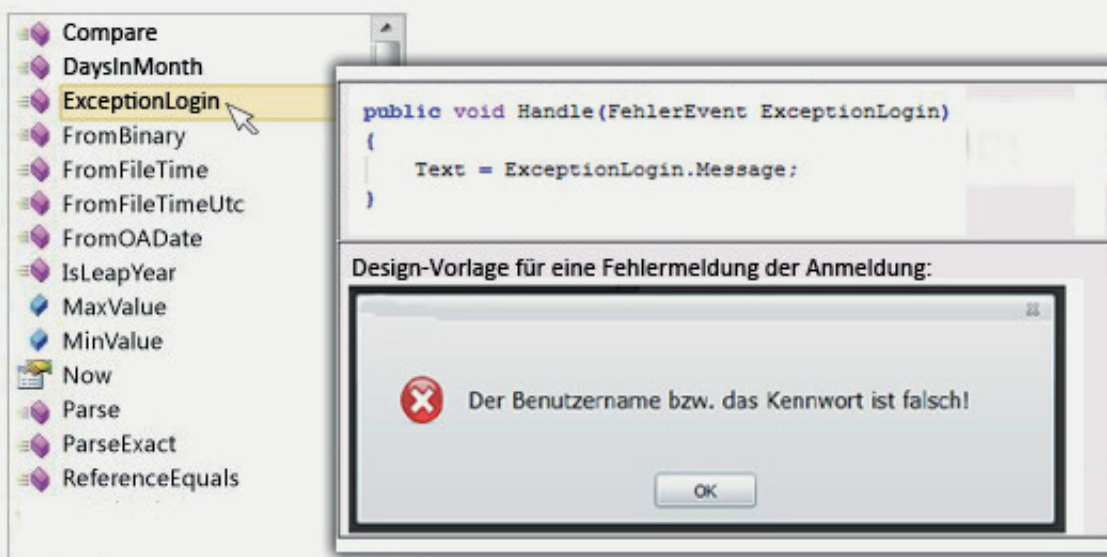 Compare
DaysInMonth
ExceptionLogin
FromBinary
FromFileTime
FromFileTimeUtc
FromOADate
IsLeapYear
MaxValue
MinValue
Now
Parse
ParseExact
ReferenceEquals
public void Handle(FehlerEvent ExceptionLogin)
{
Text = ExceptionLogin.Message;
}
Design-Vorlage für eine Fehlermeldung der Anmeldung:
Der Benutzername bzw. das Kennwort ist falsch!
OK